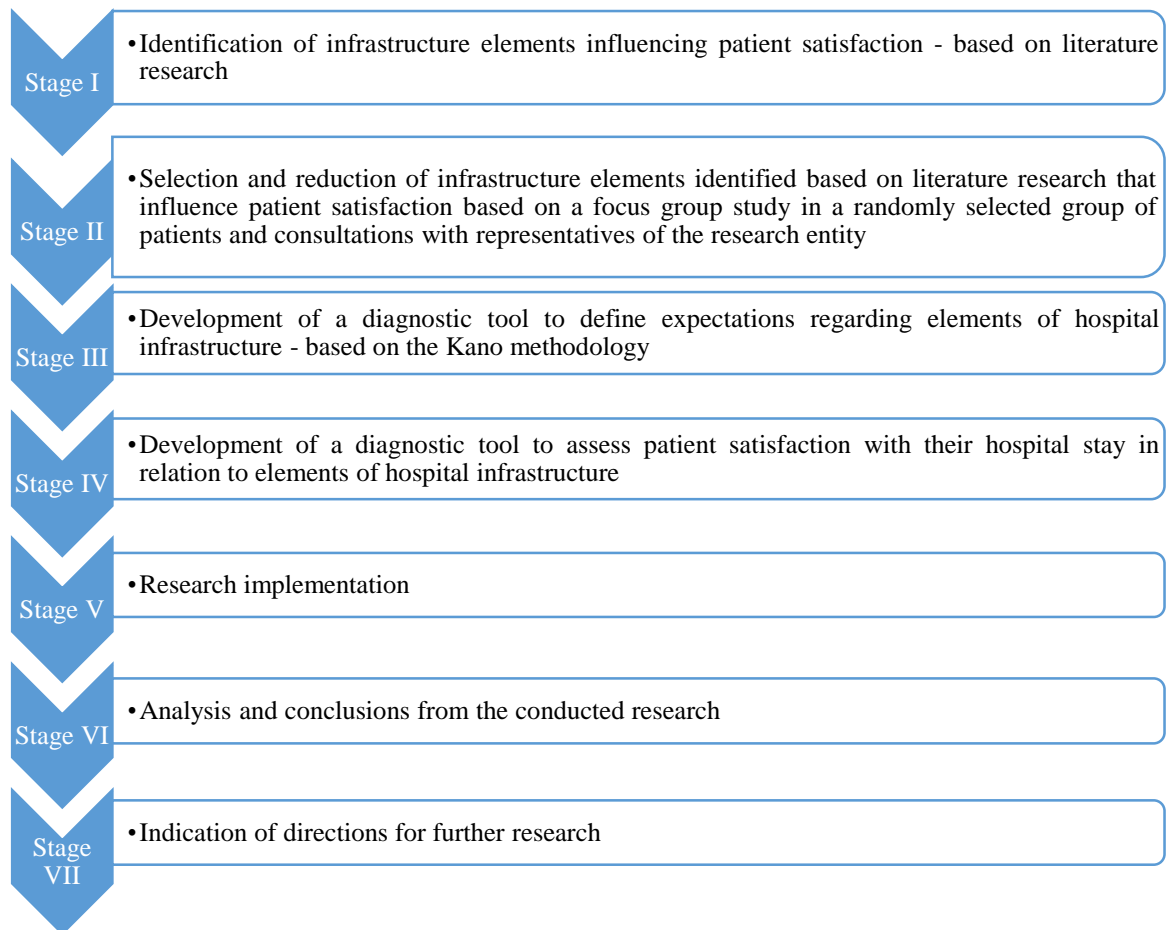 Stage I
•Identification of infrastructure elements influencing patient satisfaction - based on literature
research
Stage II
•Selection and reduction of infrastructure elements identified based on literature research that
influence patient satisfaction based on a focus group study in a randomly selected group of
patients and consultations with representatives of the research entity
Stage III
•Development of a diagnostic tool to define expectations regarding elements of hospital
infrastructure - based on the Kano methodology
Stage IV
•Development of a diagnostic tool to assess patient satisfaction with their hospital stay in
relation to elements of hospital infrastructure
Stage V
•Research implementation
Stage VI
•Analysis and conclusions from the conducted research
Stage
VII
•Indication of directions for further research